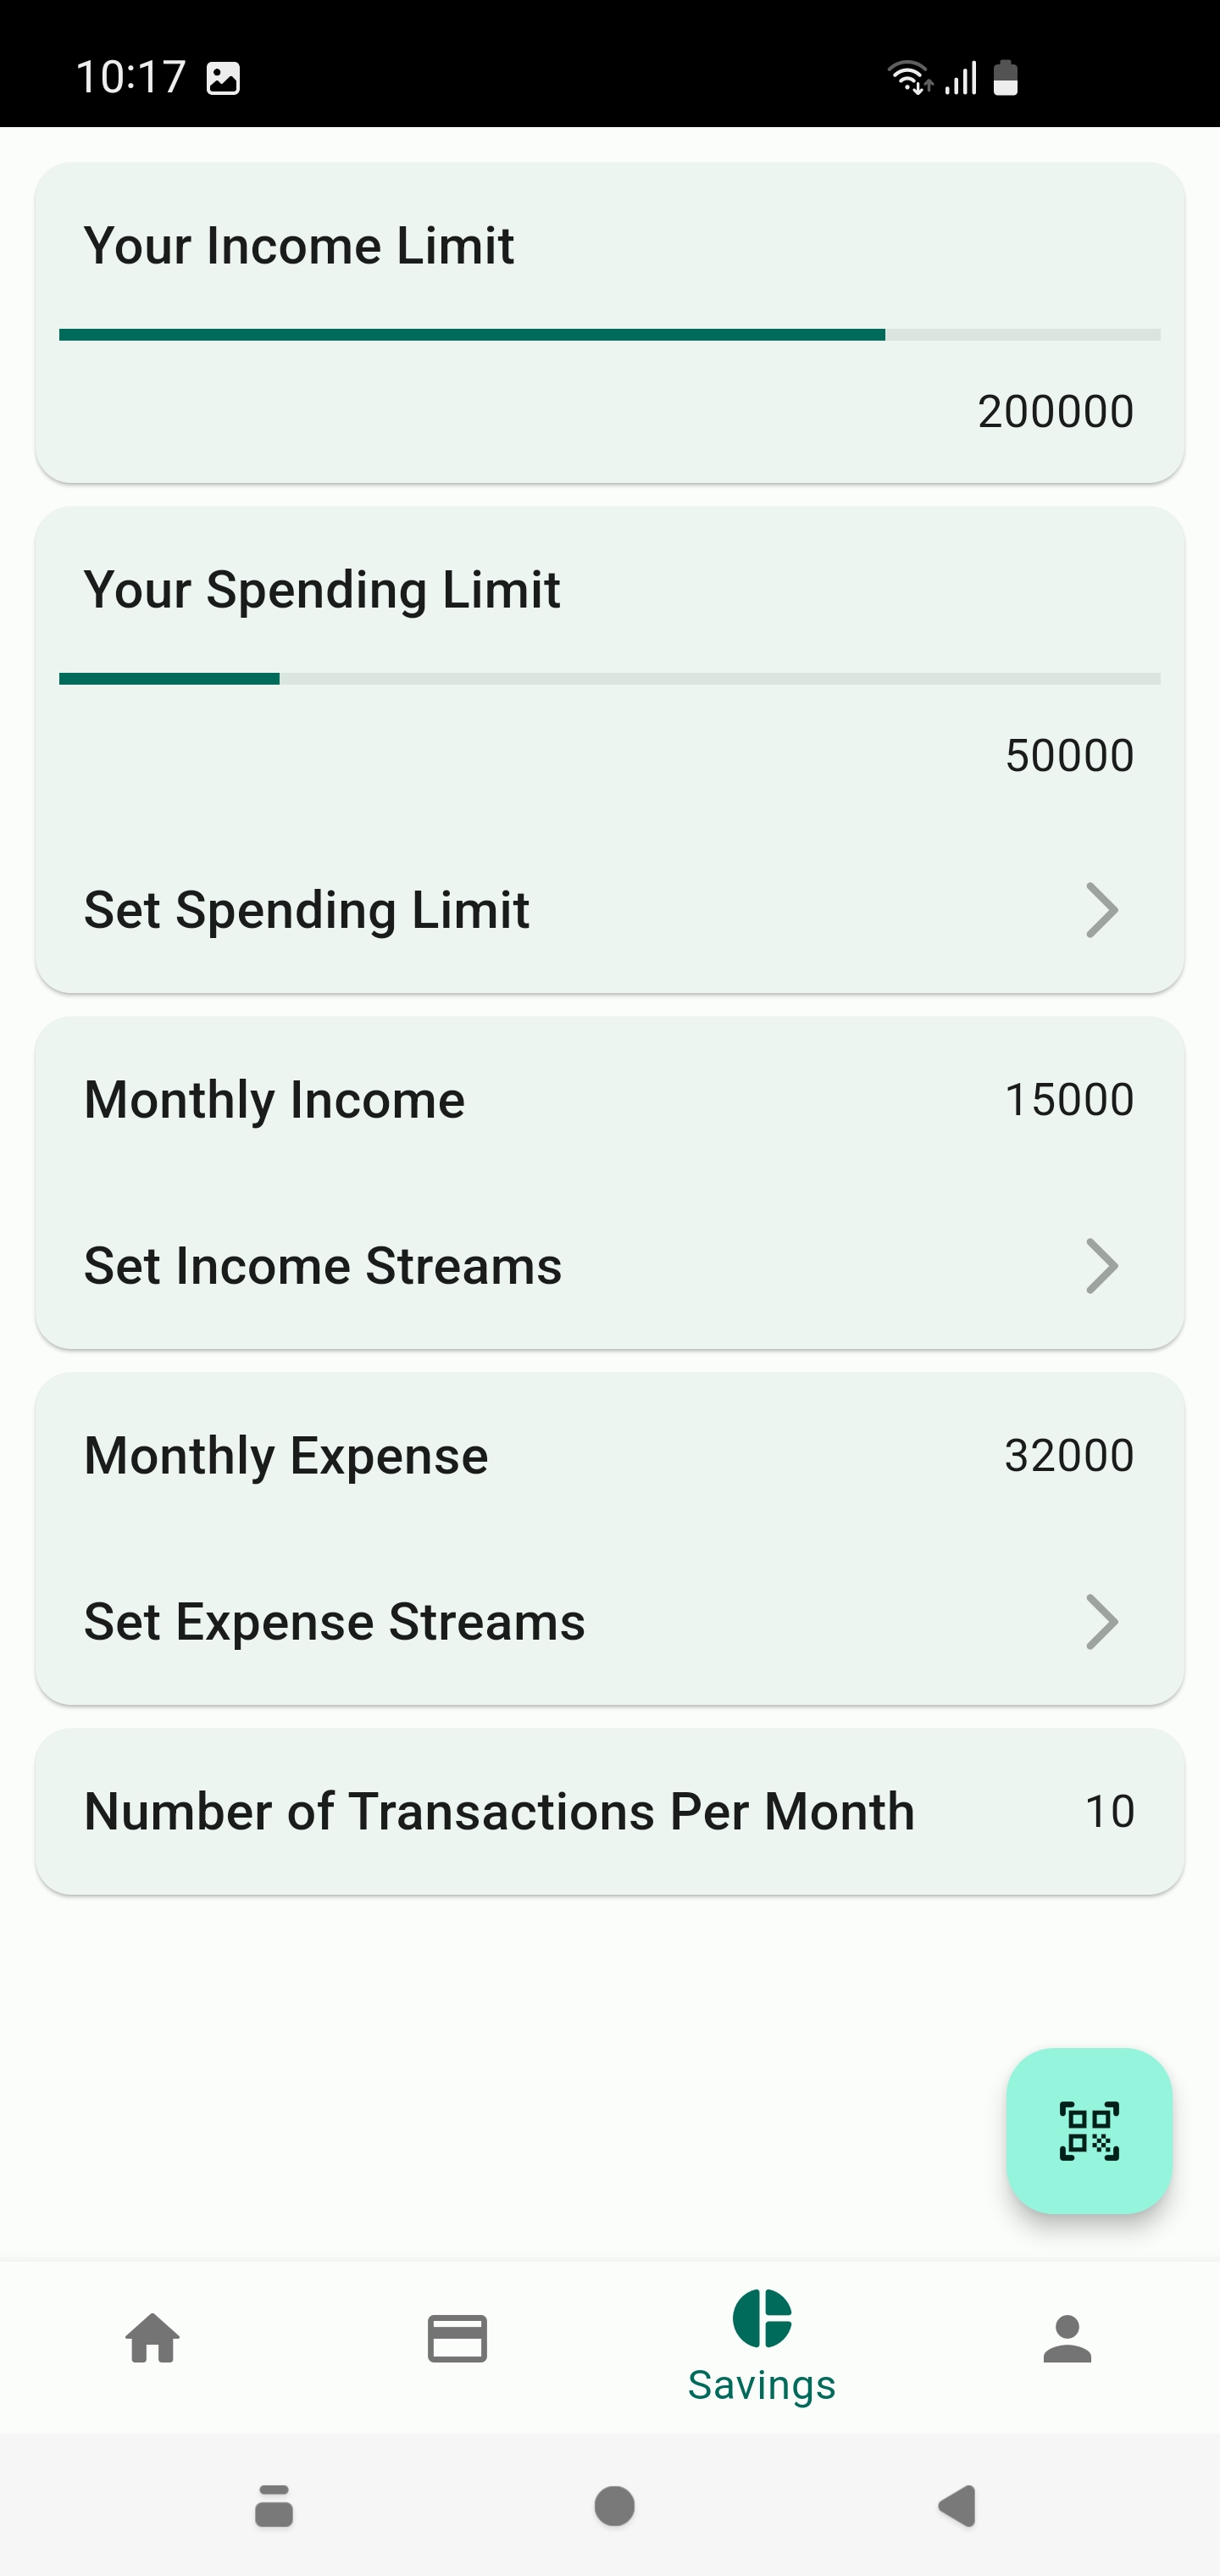 10:17
Your Income Limit
200000
Your Spending Limit
50000
Set Spending Limit
Monthly Income 15000
Set Income Streams
Monthly Expense 32000
Set Expense Streams
Number of Transactions Per Month 10
Savings